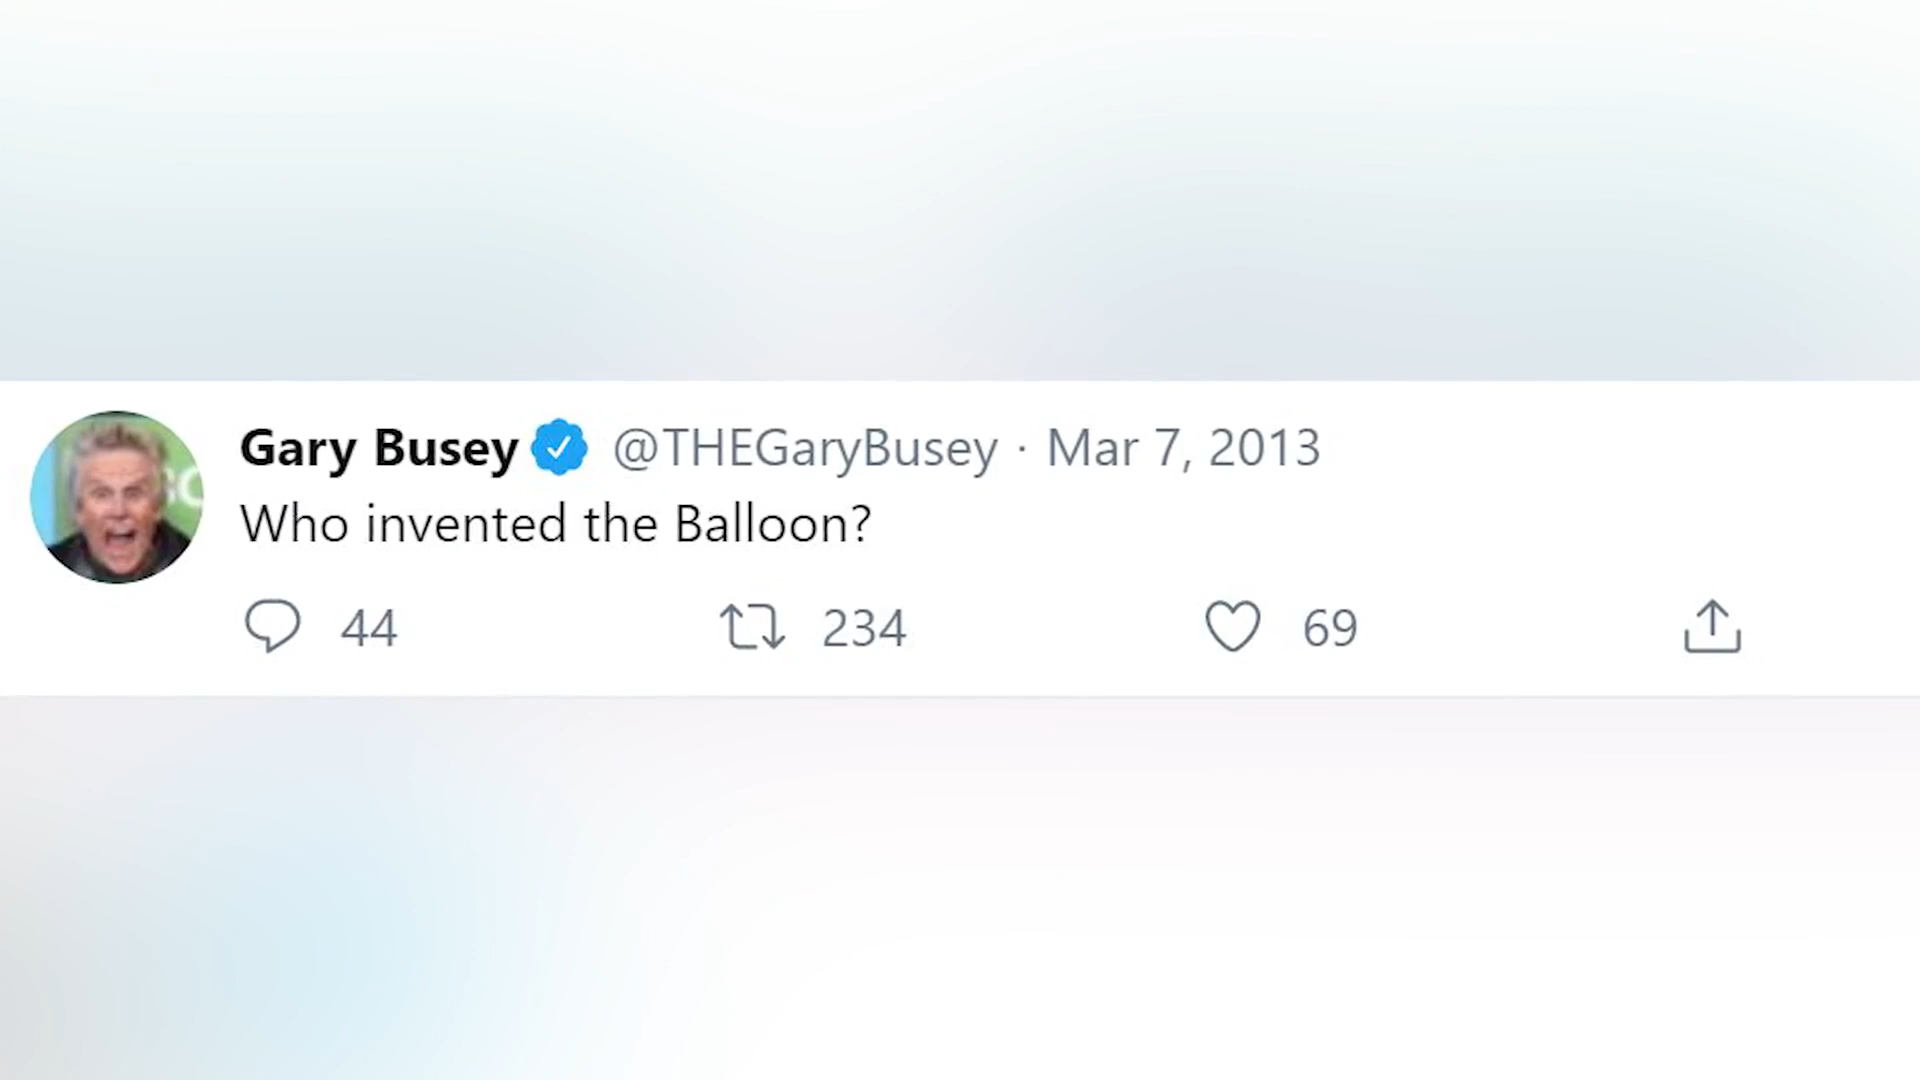 Gary Busey @THEGaryBusey · Mar 7, 2013
Who invented the Balloon?
44 234 69